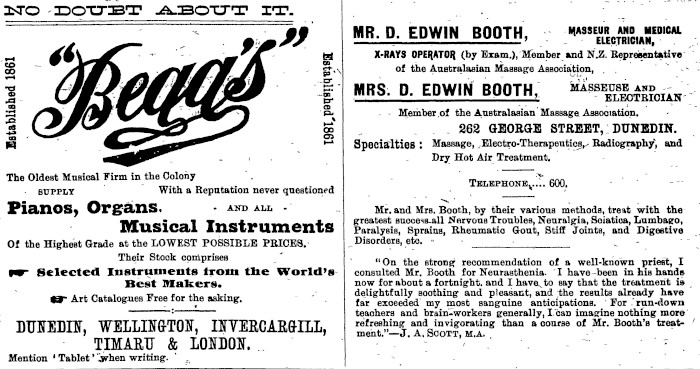 NO DOUBT ABOUT IT.
Established 1861
"Begg's"
Established 1861
The Oldest Musical Firm in the Colony
SUPPLY With a Reputation never questioned
Pianos, Organs, - AND ALL -
Musical Instruments
Of the Highest Grade at the LOWEST POSSIBLE PRICES.
Their Stock comprises
☛ Selected Instruments from the World's
Best Makers.
☛ Art Catalogues Free for the asking.
DUNEDIN, WELLINGTON, INVERCARGILL,
TIMARU & LONDON.
Mention 'Tablet' when writing.
MR. D. EDWIN BOOTH, MASSEUR AND MEDICAL
ELECTRICIAN,
X-RAYS OPERATOR (by Exam.), Member and N.Z. Representative
of the Australasian Massage Association,
MRS. D. EDWIN BOOTH, MASSEUSE AND
ELECTRICIAN
Member of the Australasian Massage Association.
262 GEORGE STREET, DUNEDIN.
Specialties: Massage, Electro-Therapeutics, Radiography, and
Dry Hot Air Treatment.
TELEPHONE.... 600.
Mr. and Mrs. Booth, by their various methods, treat with the
greatest success all Nervous Troubles, Neuralgia, Sciatica, Lumbago,
Paralysis, Sprains, Rheumatic Gout, Stiff Joints, and Digestive
Disorders, etc.
"On the strong recommendation of a well-known priest, I
consulted Mr. Booth for Neurasthenia. I have been in his hands
now for about a fortnight, and I have to say that the treatment is
delightfully soothing and pleasant, and the results already have
far exceeded my most sanguine anticipations. For run-down
teachers and brain-workers generally, I can imagine nothing more
refreshing and invigorating than a course of Mr. Booth's treat-
ment."—J. A. SCOTT, M.A.